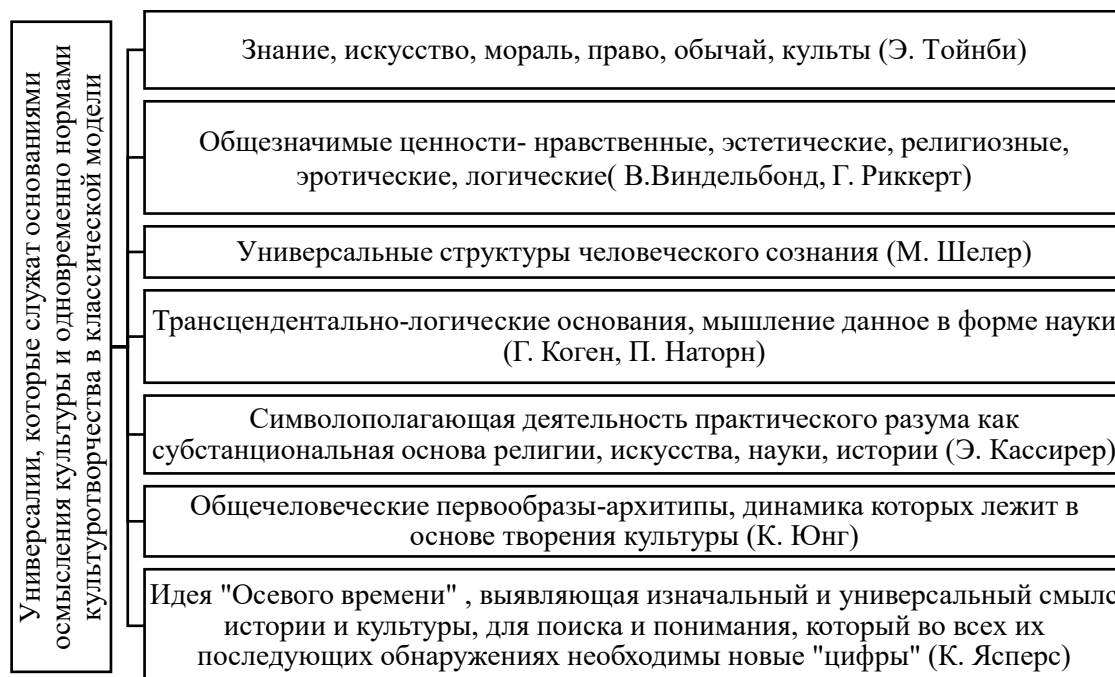 Универсалии, которые служат основаниями
осмысления культуры и одновременно нормами
культуротворчества в классической модели
Знание, искусство, мораль, право, обычай, культы (Э. Тойнби)
Общезначимые ценности- нравственные, эстетические, религиозные,
эротические, логические( В.Виндельбонд, Г. Риккерт)
Универсальные структуры человеческого сознания (М. Шелер)
Трансцендентально-логические основания, мышление данное в форме науки
(Г. Коген, П. Наторн)
Символополагающая деятельность практического разума как
субстанциональная основа религии, искусства, науки, истории (Э. Кассирер)
Общечеловеческие первообразы-архитипы, динамика которых лежит в
основе творения культуры (К. Юнг)
Идея "Осевого времени" , выявляющая изначальный и универсальный смысл
истории и культуры, для поиска и понимания, который во всех их
последующих обнаружениях необходимы новые "цифры" (К. Ясперс)